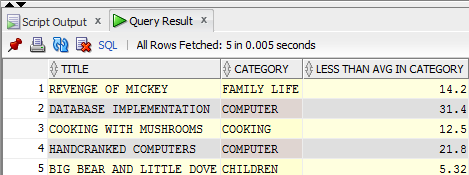 Script Output x Query Result x
SQL | All Rows Fetched: 5 in 0.005 seconds
TITLE CATEGORY LESS THAN AVG IN CATEGORY
1 REVENGE OF MICKEY FAMILY LIFE 14.2
2 DATABASE IMPLEMENTATION COMPUTER 31.4
3 COOKING WITH MUSHROOMS COOKING 12.5
4 HANDCRANKED COMPUTERS COMPUTER 21.8
5 BIG BEAR AND LITTLE DOVE CHILDREN 5.32